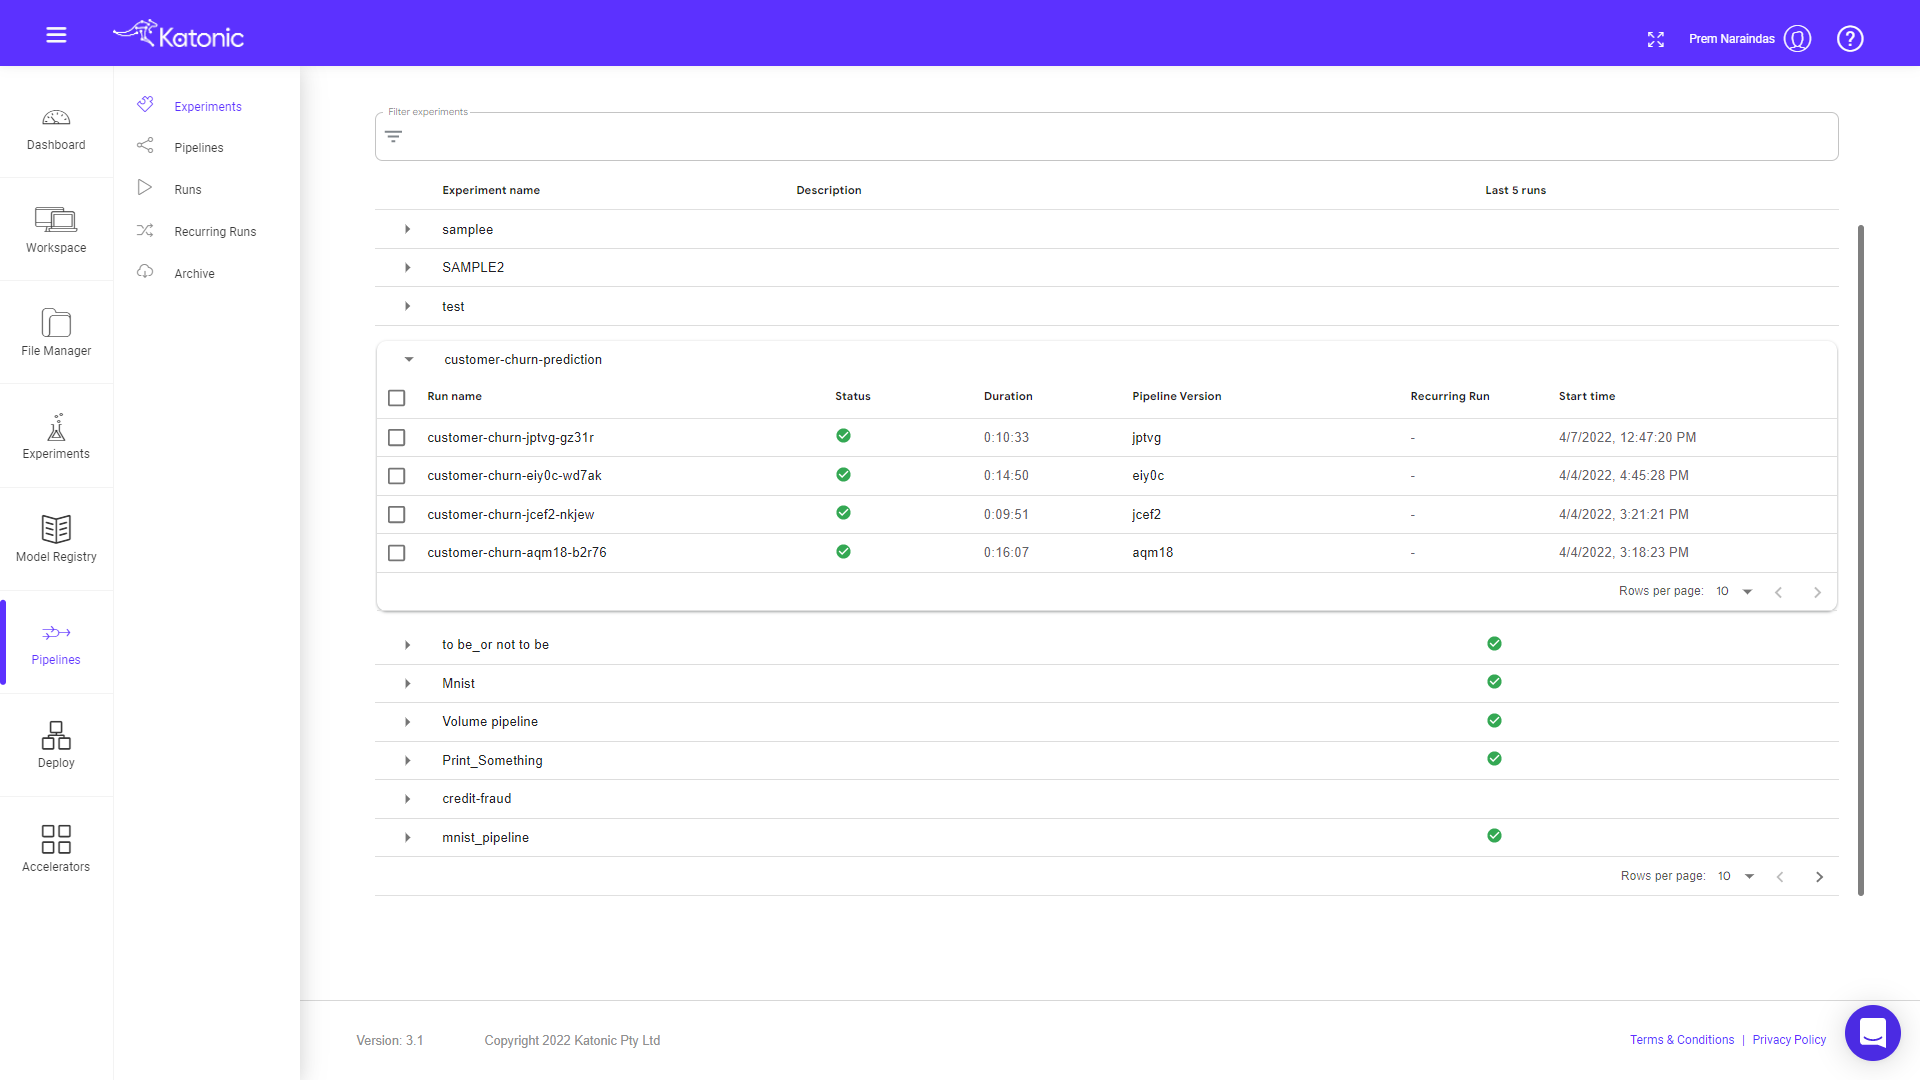 Katonic
Prem Naraindas
?
Dashboard
Workspace
File Manager
Experiments
Model Registry
Pipelines
Deploy
Accelerators
Experiments
Pipelines
Runs
Recurring Runs
Archive
Filter experiments
Experiment name Description Last 5 runs
samplee
SAMPLE2
test
customer-churn-prediction
Run name Status Duration Pipeline Version Recurring Run Start time
customer-churn-jptvg-gz31r 0:10:33 jptvg - 4/7/2022, 12:47:20 PM
customer-churn-eiy0c-wd7ak 0:14:50 eiy0c - 4/4/2022, 4:45:28 PM
customer-churn-jcef2-nkjew 0:09:51 jcef2 - 4/4/2022, 3:21:21 PM
customer-churn-aqm18-b2r76 0:16:07 aqm18 - 4/4/2022, 3:18:23 PM
Rows per page: 10
to be_or not to be
Mnist
Volume pipeline
Print_Something
credit-fraud
mnist_pipeline
Rows per page: 10
Version: 3.1 Copyright 2022 Katonic Pty Ltd Terms & Conditions | Privacy Policy